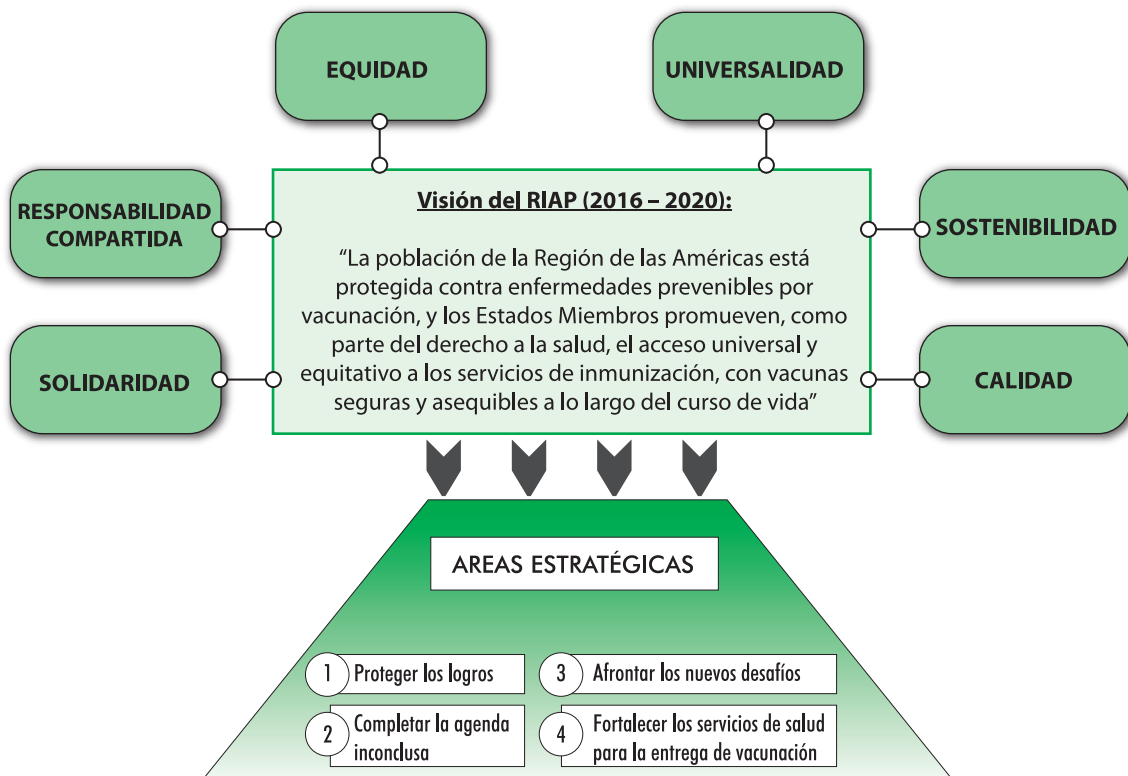 EQUIDAD
UNIVERSALIDAD
RESPONSABILIDAD
COMPARTIDA
SOSTENIBILIDAD
SOLIDARIDAD
CALIDAD
Visión del RIAP (2016 – 2020):
“La población de la Región de las Américas está
protegida contra enfermedades prevenibles por
vacunación, y los Estados Miembros promueven, como
parte del derecho a la salud, el acceso universal y
equitativo a los servicios de inmunización, con vacunas
seguras y asequibles a lo largo del curso de vida”
AREAS ESTRATÉGICAS
1 Proteger los logros
2 Completar la agenda
inconclusa
3 Afrontar los nuevos desafíos
4 Fortalecer los servicios de salud
para la entrega de vacunación